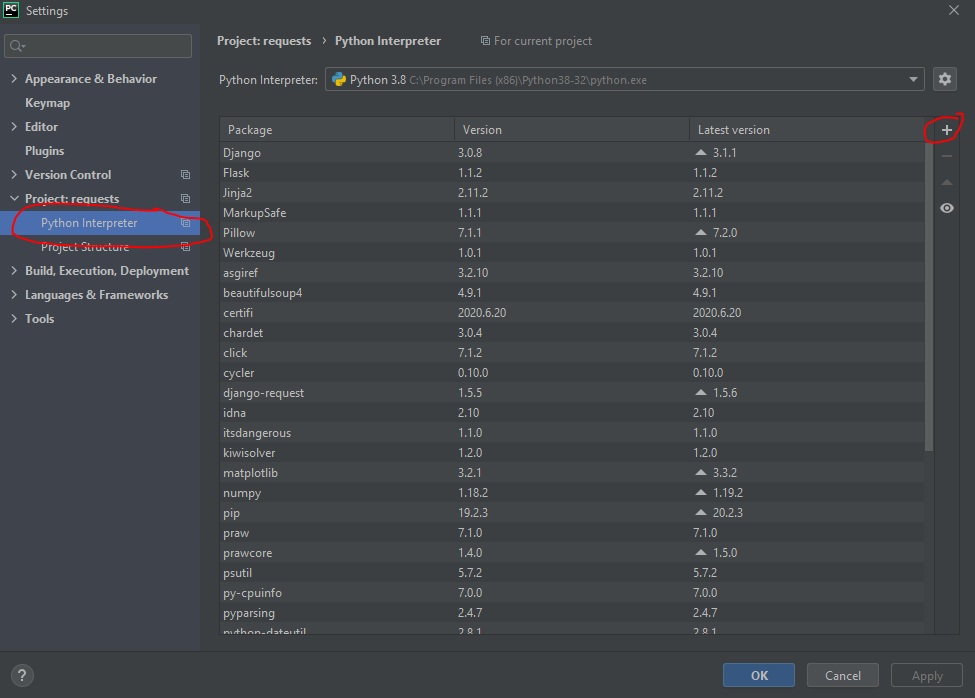 PC Settings
Project: requests › Python Interpreter For current project
Appearance & Behavior
Keymap
Editor
Plugins
Version Control
Project: requests
Python Interpreter
Project Structure
Build, Execution, Deployment
Languages & Frameworks
Tools
Python Interpreter: Python 3.8 C:\Program Files (x86)\Python38-32\python.exe
Package Version Latest version
Django 3.0.8 3.1.1
Flask 1.1.2 1.1.2
Jinja2 2.11.2 2.11.2
MarkupSafe 1.1.1 1.1.1
Pillow 7.1.1 7.2.0
Werkzeug 1.0.1 1.0.1
asgiref 3.2.10 3.2.10
beautifulsoup4 4.9.1 4.9.1
certifi 2020.6.20 2020.6.20
chardet 3.0.4 3.0.4
click 7.1.2 7.1.2
cycler 0.10.0 0.10.0
django-request 1.5.5 1.5.6
idna 2.10 2.10
itsdangerous 1.1.0 1.1.0
kiwisolver 1.2.0 1.2.0
matplotlib 3.2.1 3.3.2
numpy 1.18.2 1.19.2
pip 19.2.3 20.2.3
praw 7.1.0 7.1.0
prawcore 1.4.0 1.5.0
psutil 5.7.2 5.7.2
py-cpuinfo 7.0.0 7.0.0
pyparsing 2.4.7 2.4.7
python-dateutil 2.8.1 2.8.1
? OK Cancel Apply